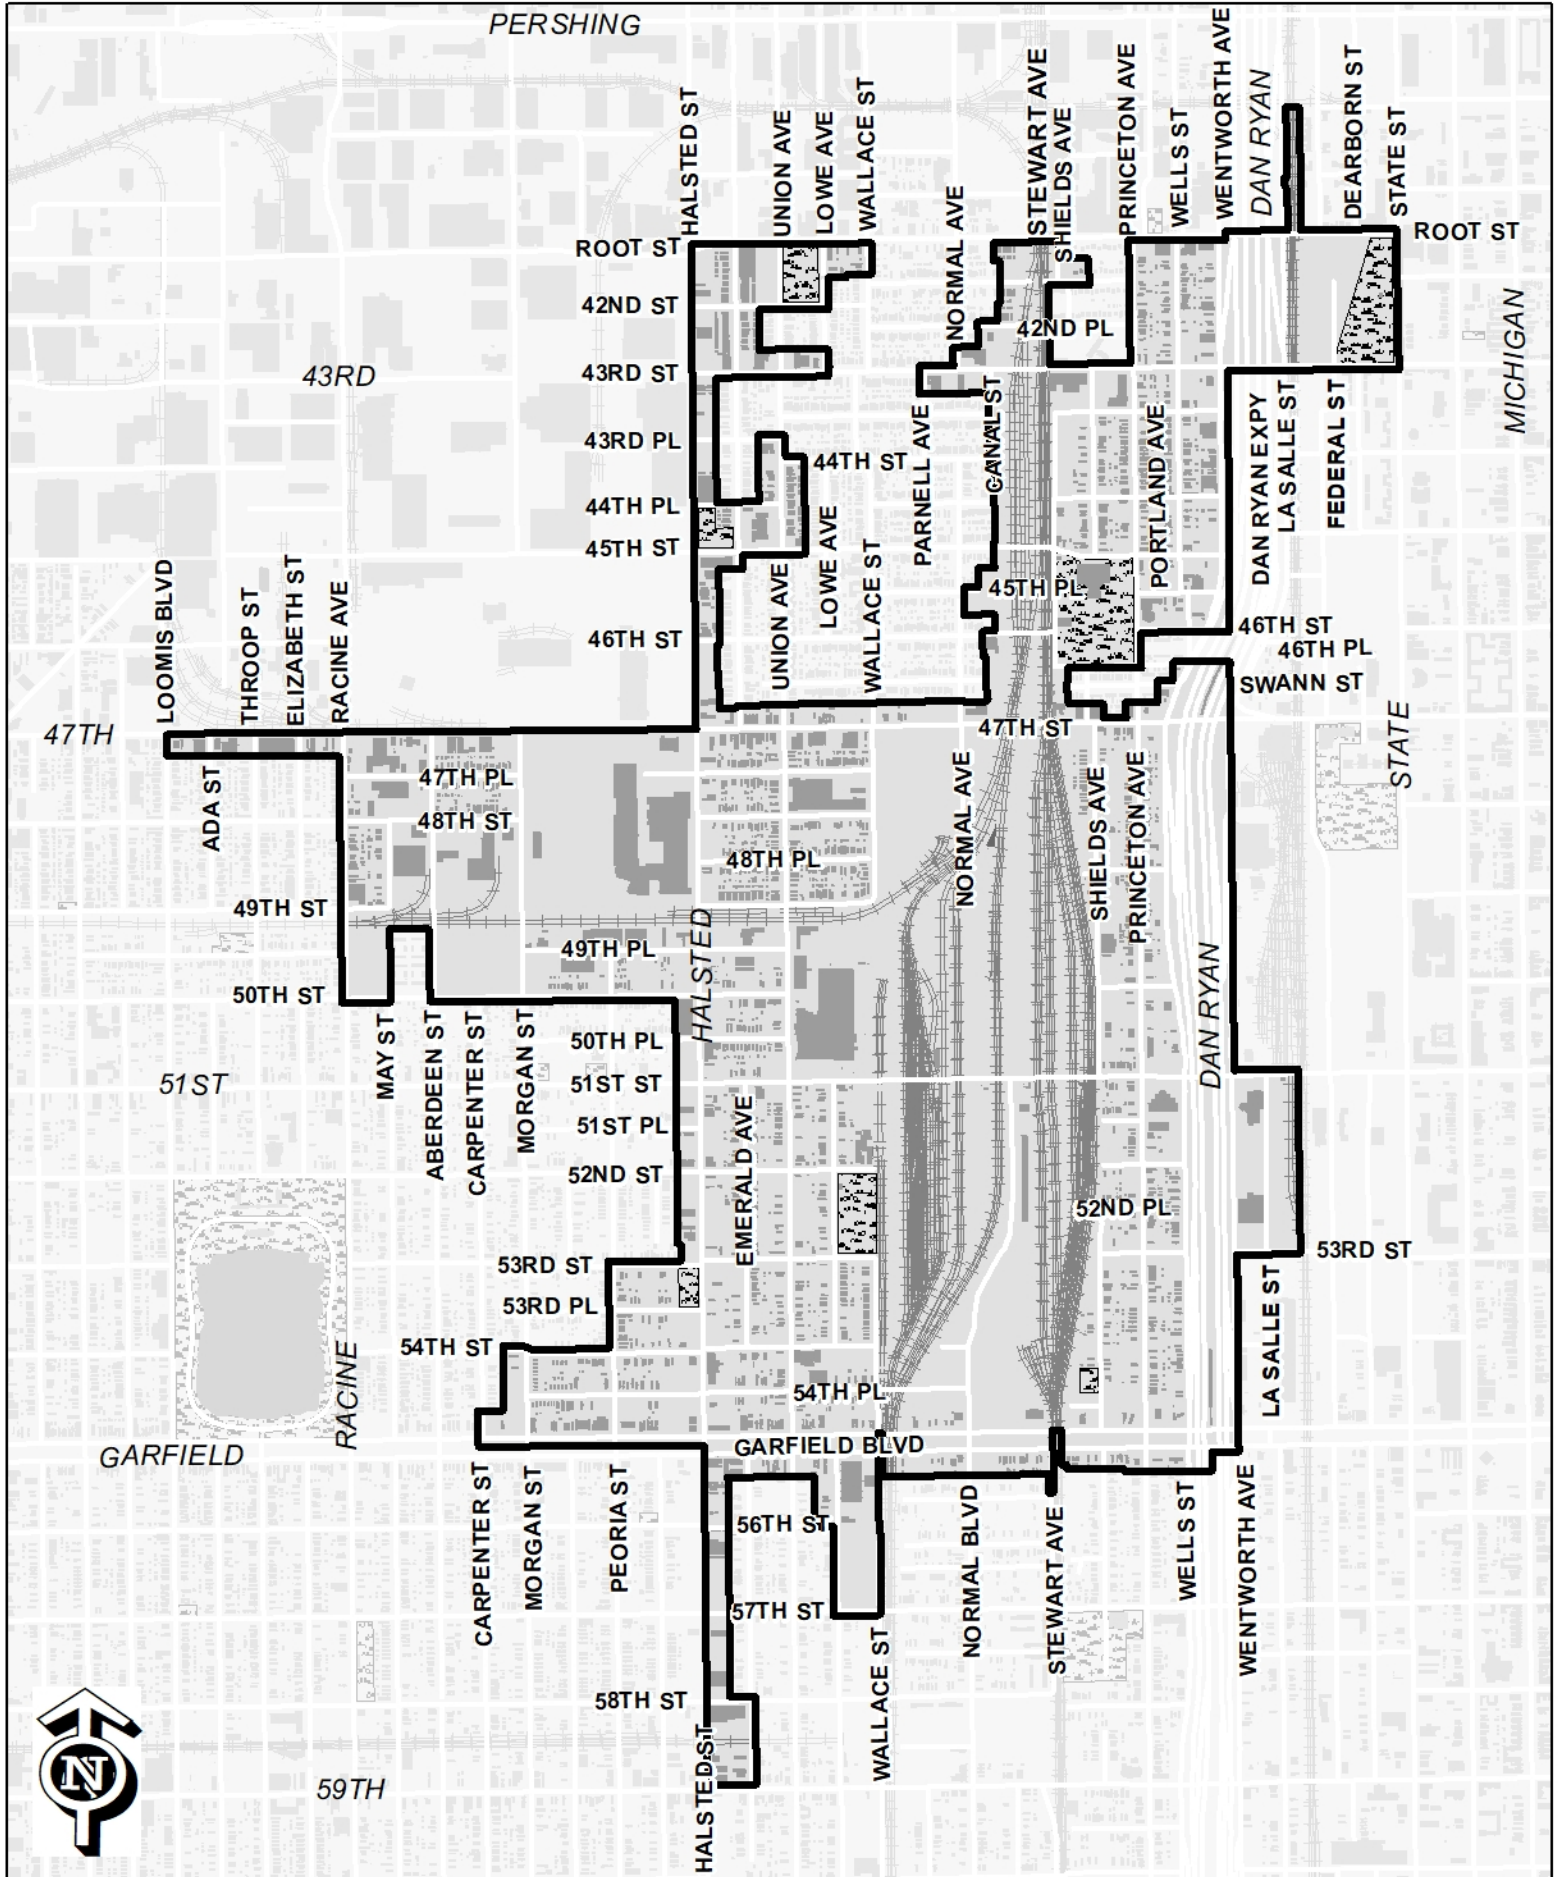 PERSHING
HALSTED ST
UNION AVE
LOWE AVE
WALLACE ST
NORMAL AVE
STEWART AVE
SHIELDS AVE
PRINCETON AVE
WELLS ST
WENTWORTH AVE
DAN RYAN
DEARBORN ST
STATE ST
ROOT ST
ROOT ST
42ND ST
42ND PL
MICHIGAN
43RD
43RD ST
CANAL ST
43RD PL
44TH ST
PARNELL AVE
PORTLAND AVE
DAN RYAN EXPY
LASALLE ST
FEDERAL ST
44TH PL
45TH ST
LOOMIS BLVD
THROOP ST
ELIZABETH ST
RACINE AVE
UNION AVE
LOWE AVE
WALLACE ST
45TH PL
46TH ST
46TH ST
46TH PL
SWANN ST
47TH
47TH ST
STATE
ADA ST
47TH PL
48TH ST
48TH PL
NORMAL AVE
SHIELDS AVE
PRINCETON AVE
49TH ST
49TH PL
HALSTED
DAN RYAN
50TH ST
MAY ST
ABERDEEN ST
CARPENTER ST
MORGAN ST
50TH PL
51ST
51ST ST
51ST PL
EMERALD AVE
52ND ST
52ND PL
53RD ST
53RD ST
53RD PL
LA SALLE ST
54TH ST
RACINE
54TH PL
GARFIELD
GARFIELD BLVD
CARPENTER ST
MORGAN ST
PEORIA ST
56TH ST
NORMAL BLVD
STEWART AVE
WELLS ST
WENTWORTH AVE
57TH ST
WALLACE ST
58TH ST
HALSTED ST
N
59TH